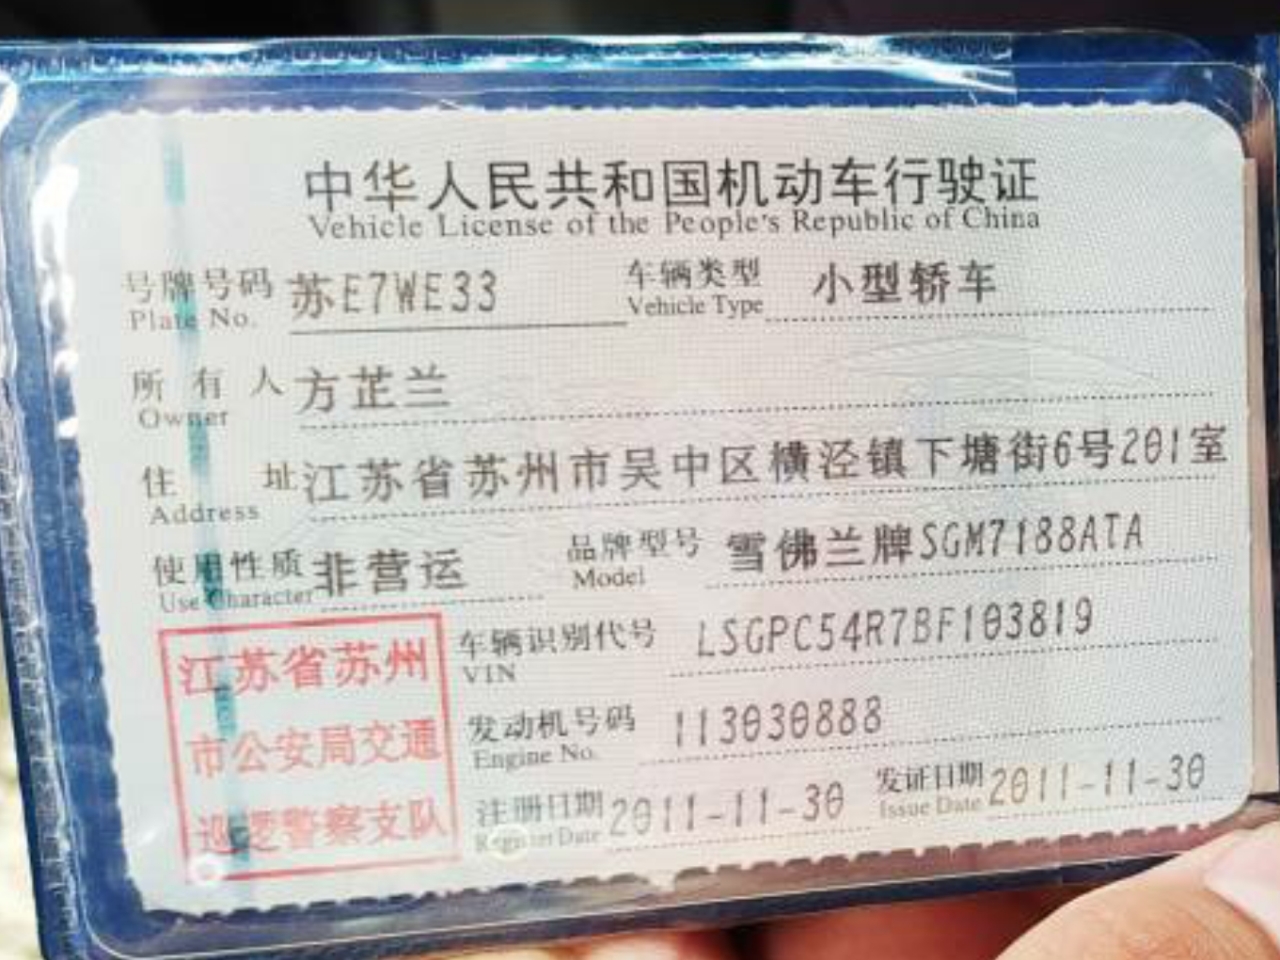 中华人民共和国机动车行驶证
Vehicle License of the People's Republic of China
号牌号码 苏E7WE33 车辆类型 小型轿车
Plate No. Vehicle Type
所有人 方芷兰
Owner
住址 江苏省苏州市吴中区横泾镇下塘街6号201室
Address
使用性质 非营运 品牌型号 雪佛兰牌SGM7188ATA
Use Character Model
江苏省苏州
市公安局交通
巡逻警察支队
车辆识别代号 LSGPC54R7BF103819
VIN
发动机号码 113030888
Engine No.
注册日期 2011-11-30 发证日期 2011-11-30
Register Date Issue Date